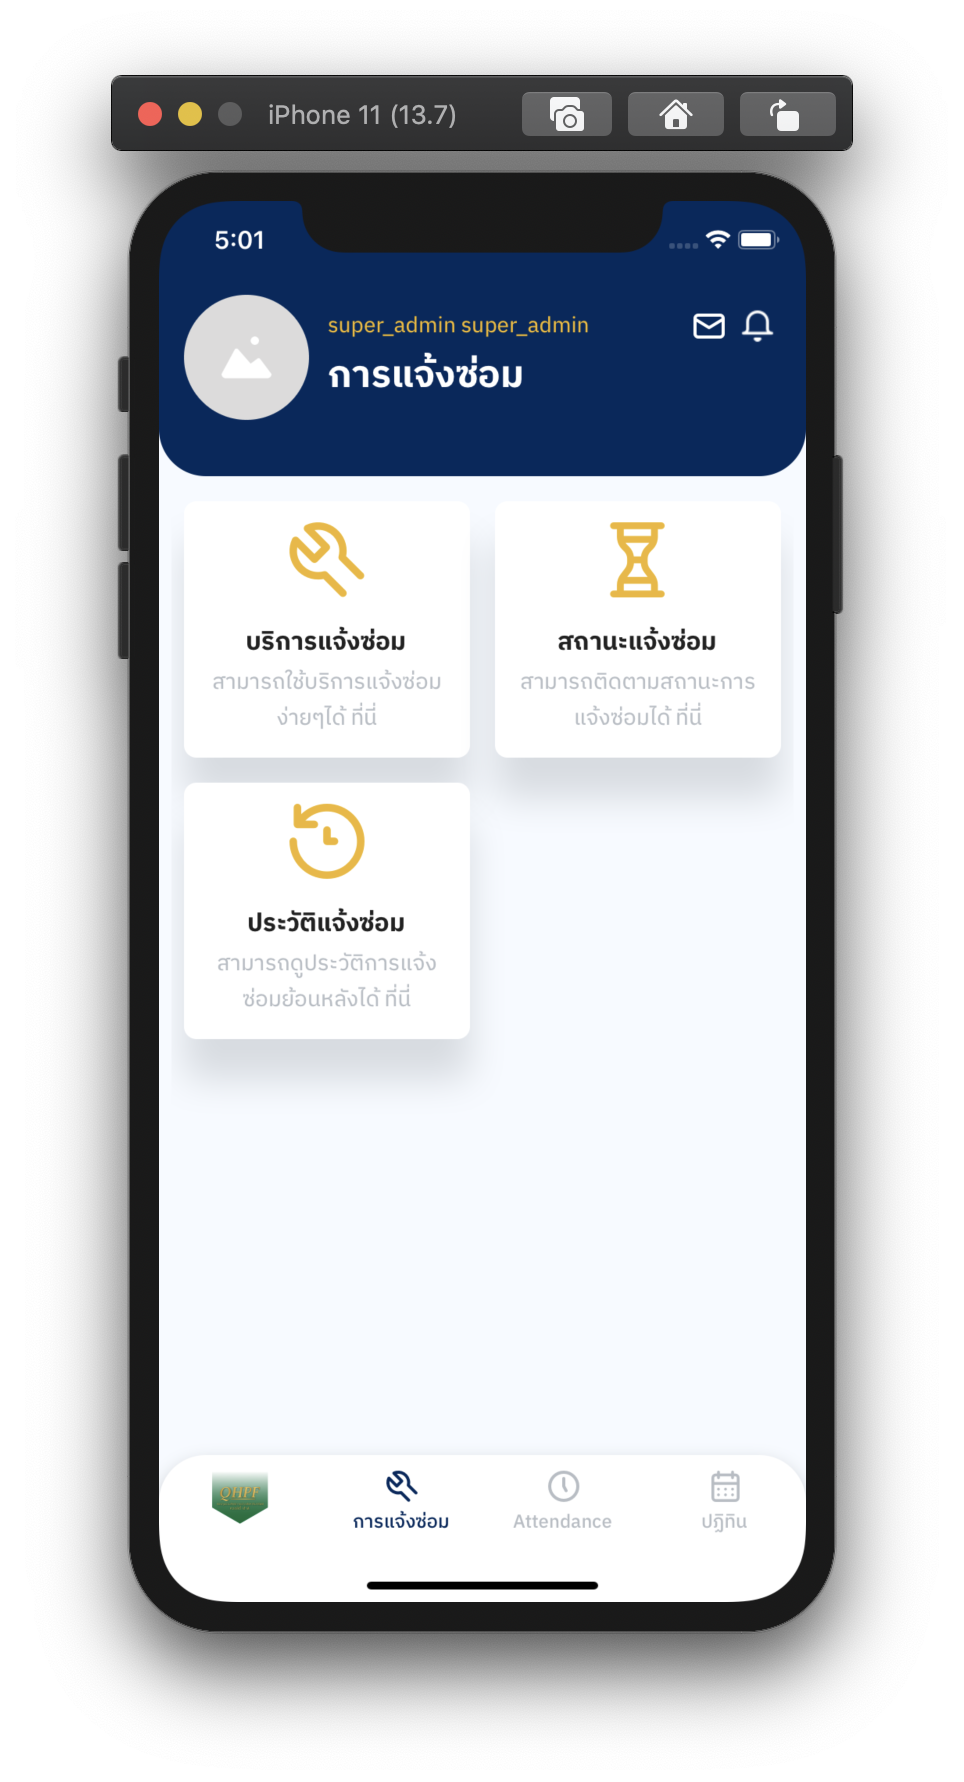 iPhone 11 (13.7)
5:01
super_admin super_admin
การแจ้งซ่อม
บริการแจ้งซ่อม
สามารถใช้บริการแจ้งซ่อม
ง่ายๆได้ ที่นี่
สถานะแจ้งซ่อม
สามารถติดตามสถานะการ
แจ้งซ่อมได้ ที่นี่
ประวัติแจ้งซ่อม
สามารถดูประวัติการแจ้ง
ซ่อมย้อนหลังได้ ที่นี่
QHPF
การแจ้งซ่อม
Attendance
ปฏิทิน